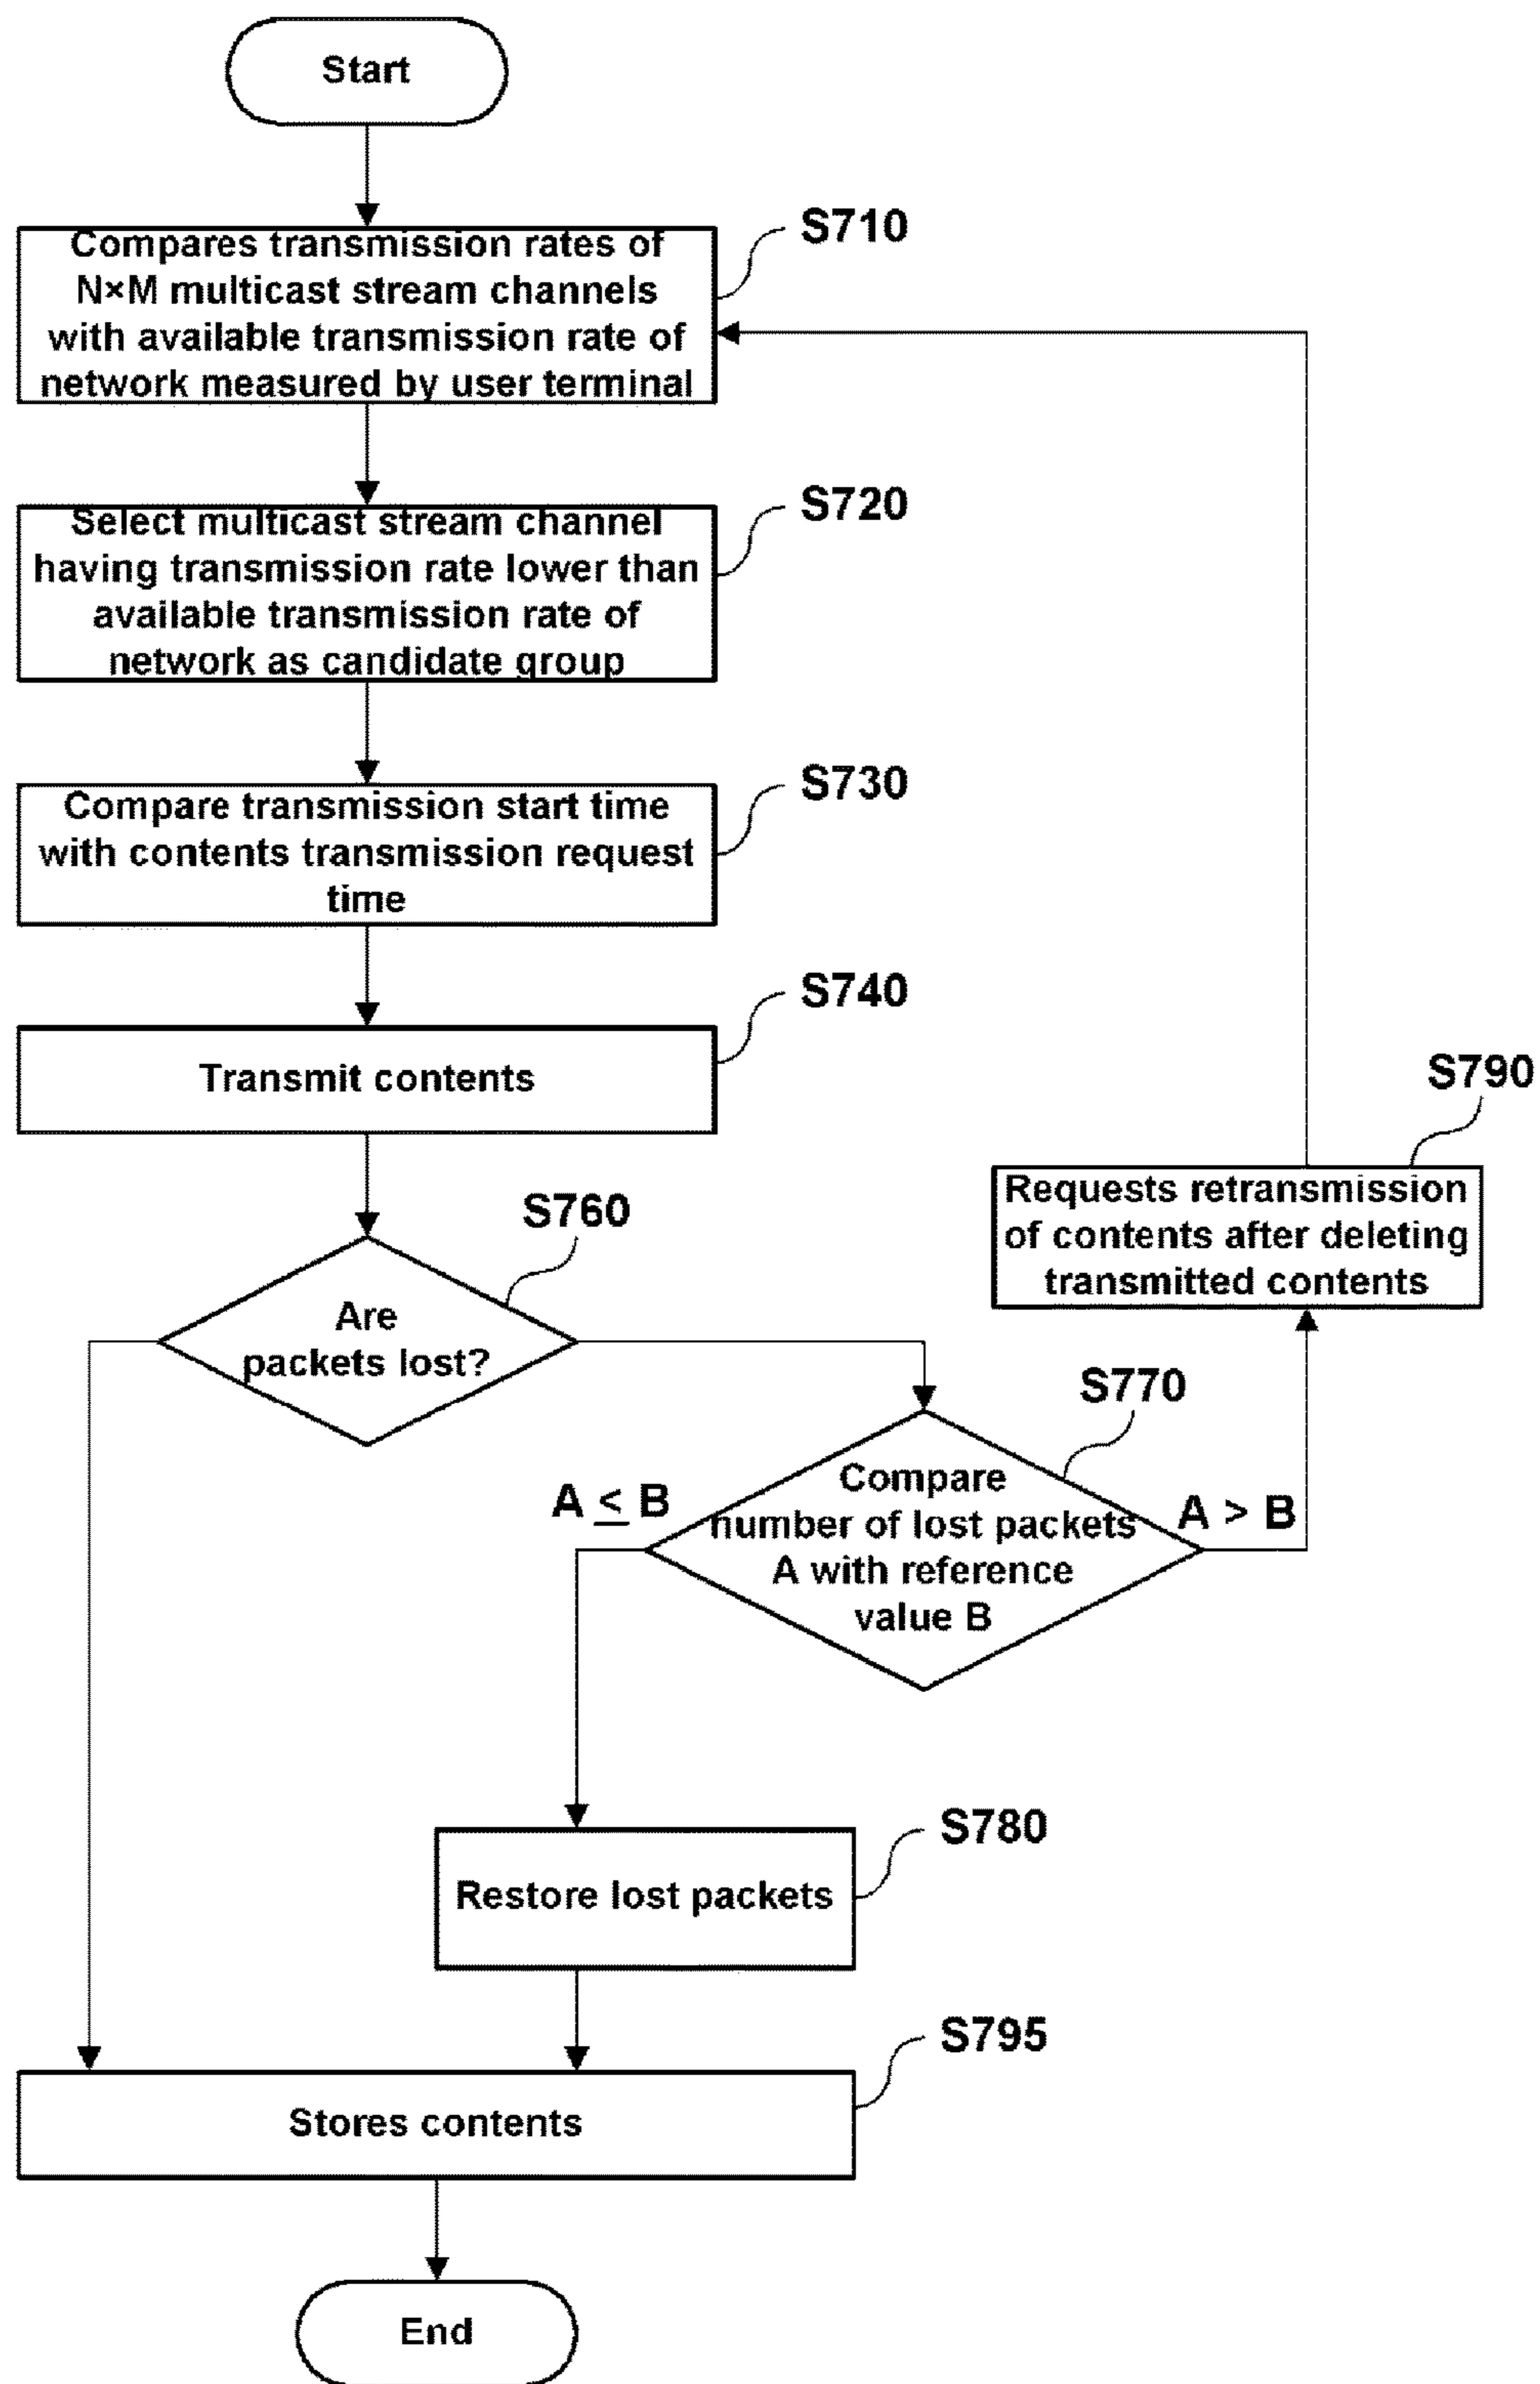 Start
S710
Compares transmission rates of
N×M multicast stream channels
with available transmission rate of
network measured by user terminal
S720
Select multicast stream channel
having transmission rate lower than
available transmission rate of
network as candidate group
S730
Compare transmission start time
with contents transmission request
time
S740
Transmit contents
S790
Requests retransmission
of contents after deleting
transmitted contents
S760
Are
packets lost?
S770
Compare
number of lost packets
A with reference
value B
A ≤ B
A > B
S780
Restore lost packets
S795
Stores contents
End